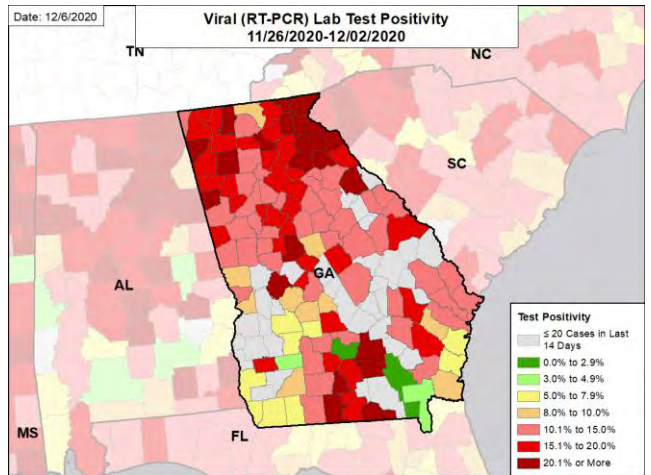 Date: 12/6/2020
Viral (RT-PCR) Lab Test Positivity
11/26/2020-12/02/2020
TN
NC
SC
GA
AL
MS
FL
Test Positivity
≤ 20 Cases in Last
14 Days
0.0% to 2.9%
3.0% to 4.9%
5.0% to 7.9%
8.0% to 10.0%
10.1% to 15.0%
15.1% to 20.0%
20.1% or More